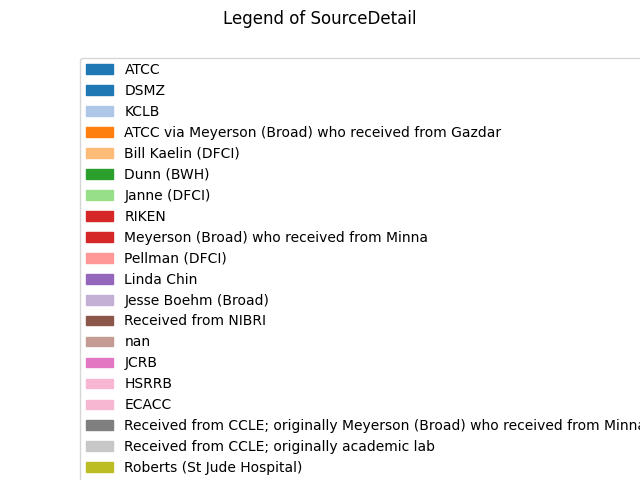 Legend of SourceDetail
ATCC
DSMZ
KCLB
ATCC via Meyerson (Broad) who received from Gazdar
Bill Kaelin (DFCI)
Dunn (BWH)
Janne (DFCI)
RIKEN
Meyerson (Broad) who received from Minna
Pellman (DFCI)
Linda Chin
Jesse Boehm (Broad)
Received from NIBRI
nan
JCRB
HSRRB
ECACC
Received from CCLE; originally Meyerson (Broad) who received from Minna
Received from CCLE; originally academic lab
Roberts (St Jude Hospital)